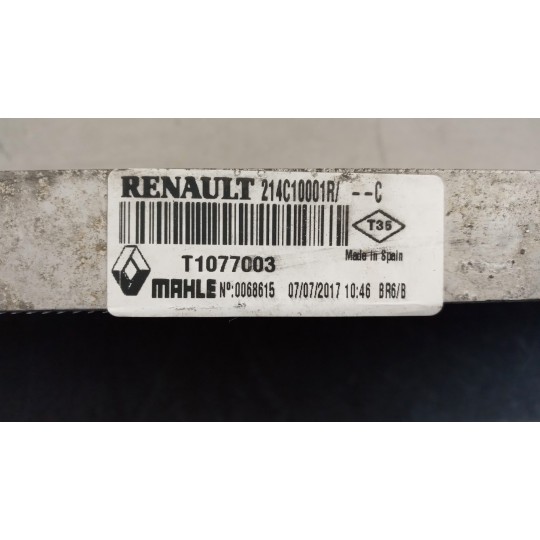 RENAULT 214C10001R/ --C
T35
Made in Spain
T1077003
MAHLE Nº:0068615 07/07/2017 10:46 BR6/B